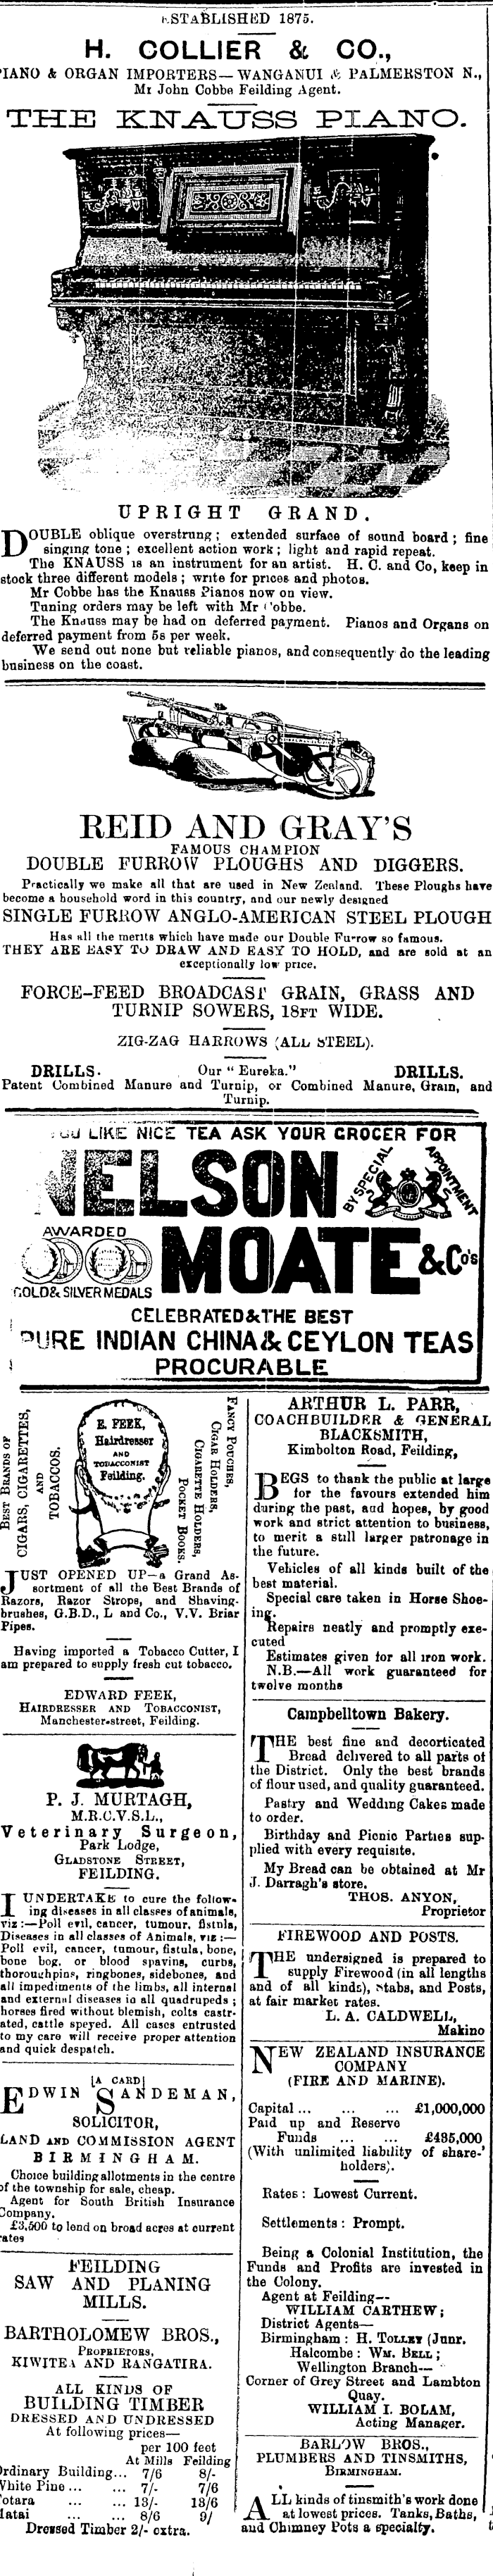 ESTABLISHED 1875.
H. COLLIER & CO.,
PIANO & ORGAN IMPORTERS—WANGANUI & PALMERSTON N.,
Mr John Cobbe Feilding Agent.
THE KNAUSS PIANO.
UPRIGHT GRAND.
DOUBLE oblique overstrung; extended surface of sound board; fine
singing tone; excellent action work; light and rapid repeat.
The KNAUSS is an instrument for an artist. H. C. and Co, keep in
stock three different models; write for prices and photos.
Mr Cobbe has the Knauss Pianos now on view.
Tuning orders may be left with Mr Cobbe.
The Knauss may be had on deferred payment. Pianos and Organs on
deferred payment from 5s per week.
We send out none but reliable pianos, and consequently do the leading
business on the coast.
REID AND GRAY'S
FAMOUS CHAMPION
DOUBLE FURROW PLOUGHS AND DIGGERS.
Practically we make all that are used in New Zealand. These Ploughs have
become a household word in this country, and our newly designed
SINGLE FURROW ANGLO-AMERICAN STEEL PLOUGH
Has all the merits which have made our Double Furrow so famous.
THEY ARE EASY TO DRAW AND EASY TO HOLD, and are sold at an
exceptionally low price.
FORCE-FEED BROADCAST GRAIN, GRASS AND
TURNIP SOWERS, 18FT WIDE.
ZIG-ZAG HARROWS (ALL STEEL).
DRILLS. Our "Eureka." DRILLS.
Patent Combined Manure and Turnip, or Combined Manure, Grain, and
Turnip.
YOU LIKE NICE TEA ASK YOUR GROCER FOR
NELSON
BY SPECIAL APPOINTMENT
AWARDED
GOLD & SILVER MEDALS
MOATE & Co's
CELEBRATED & THE BEST
PURE INDIAN CHINA & CEYLON TEAS
PROCURABLE
BEST BRANDS OF
CIGARS, CIGARETTES,
AND
TOBACCOS.
E. FEEK,
Hairdresser
AND
TOBACCONIST
Feilding.
FANCY POUCHES,
CIGAR HOLDERS,
CIGARETTE HOLDERS,
POCKET BOOKS.
JUST OPENED UP—a Grand As-
sortment of all the Best Brands of
Razors, Razor Strops, and Shaving-
brushes, G.B.D., L and Co., V.V. Briar
Pipes.
Having imported a Tobacco Cutter, I
am prepared to supply fresh cut tobacco.
EDWARD FEEK,
HAIRDRESSER AND TOBACCONIST,
Manchester-street, Feilding.
P. J. MURTAGH,
M.R.C.V.S.L.,
Veterinary Surgeon,
Park Lodge,
GLADSTONE STREET,
FEILDING.
I UNDERTAKE to cure the follow-
ing diseases in all classes of animals,
viz:—Poll evil, cancer, tumour, fistula,
Diseases in all classes of Animals, viz:—
Poll evil, cancer, tumour, fistula, bone,
bone bog, or blood spavins, curbs,
thoroughpins, ringbones, sidebones, and
all impediments of the limbs, all internal
and external diseases in all quadrupeds;
horses fired without blemish, colts castr-
ated, cattle speyed. All cases entrusted
to my care will receive proper attention
and quick despatch.
[A CARD]
EDWIN SANDEMAN,
SOLICITOR,
LAND AND COMMISSION AGENT
BIRMINGHAM.
Choice building allotments in the centre
of the township for sale, cheap.
Agent for South British Insurance
Company.
£3,500 to lend on broad acres at current
rates
FEILDING
SAW AND PLANING
MILLS.
BARTHOLOMEW BROS.,
PROPRIETORS,
KIWITEA AND RANGATIRA.
ALL KINDS OF
BUILDING TIMBER
DRESSED AND UNDRESSED
At following prices—
per 100 feet
At Mills Feilding
Ordinary Building... 7/6 8/-
White Pine ... ... 7/- 7/6
Totara ... ... 13/- 13/6
Matai ... ... 8/6 9/
Dressed Timber 2/- extra.
ARTHUR L. PARR,
COACHBUILDER & GENERAL
BLACKSMITH,
Kimbolton Road, Feilding,
BEGS to thank the public at large
for the favours extended him
during the past, and hopes, by good
work and strict attention to business,
to merit a still larger patronage in
the future.
Vehicles of all kinds built of the
best material.
Special care taken in Horse Shoe-
ing.
Repairs neatly and promptly exe-
cuted
Estimates given for all iron work.
N.B.—All work guaranteed for
twelve months
Campbelltown Bakery.
THE best fine and decorticated
Bread delivered to all parts of
the District. Only the best brands
of flour used, and quality guaranteed.
Pastry and Wedding Cakes made
to order.
Birthday and Picnic Parties sup-
plied with every requisite.
My Bread can be obtained at Mr
J. Darragh's store.
THOS. ANYON,
Proprietor
FIREWOOD AND POSTS.
THE undersigned is prepared to
supply Firewood (in all lengths
and of all kinds), Stabs, and Posts,
at fair market rates.
L. A. CALDWELL,
Makino
NEW ZEALAND INSURANCE
COMPANY
(FIRE AND MARINE).
Capital ... ... ... £1,000,000
Paid up and Reserve
Funds ... ... £435,000
(With unlimited liability of share-
holders).
Rates: Lowest Current.
Settlements: Prompt.
Being a Colonial Institution, the
Funds and Profits are invested in
the Colony.
Agent at Feilding—
WILLIAM CARTHEW;
District Agents—
Birmingham: H. TOLLEY (Junr.
Halcombe: WM. BELL;
Wellington Branch—
Corner of Grey Street and Lambton
Quay.
WILLIAM I. BOLAM,
Acting Manager.
BARLOW BROS.,
PLUMBERS AND TINSMITHS,
BIRMINGHAM.
ALL kinds of tinsmith's work done
at lowest prices. Tanks, Baths,
and Chimney Pots a specialty.